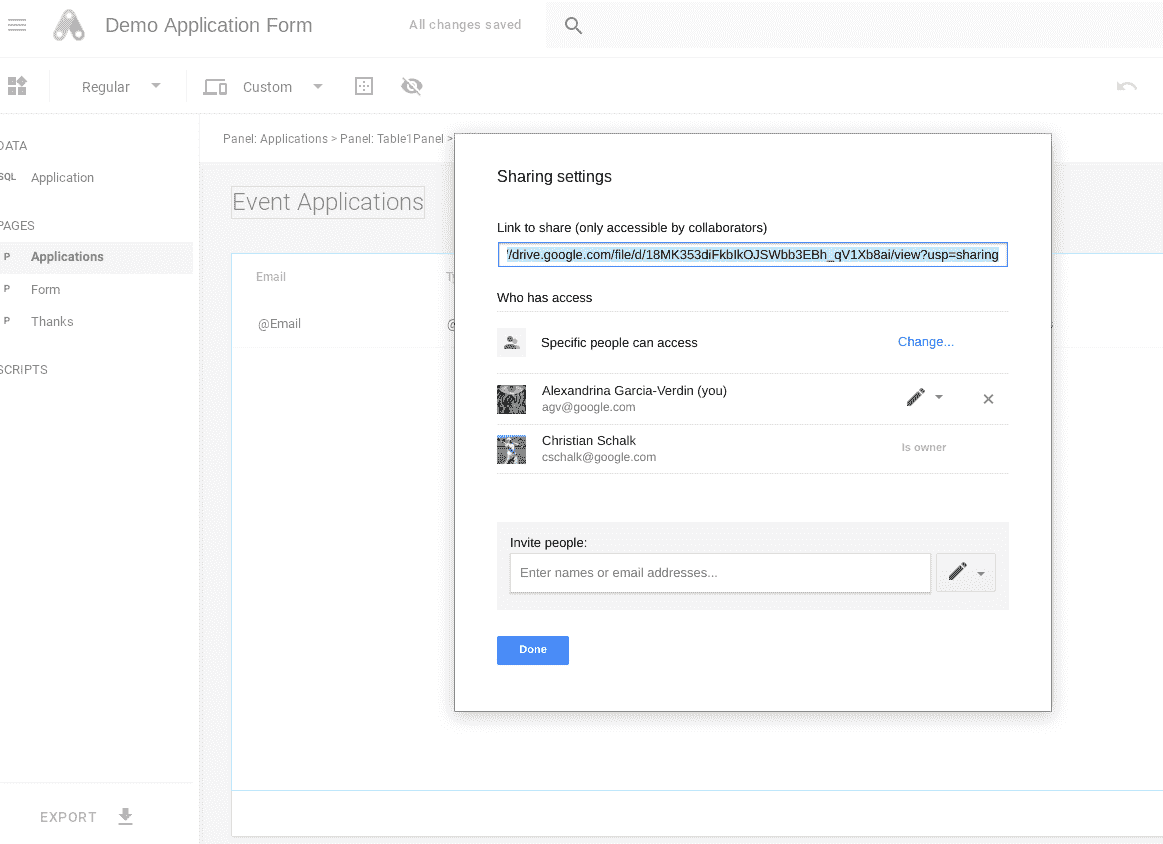 Demo Application Form
All changes saved
Regular
Custom
DATA
SQL Application
PAGES
P Applications
P Form
P Thanks
SCRIPTS
EXPORT
Panel: Applications > Panel: Table1Panel >
Event Applications
Email
@Email
@
Sharing settings
Link to share (only accessible by collaborators)
//drive.google.com/file/d/18MK353diFkbIkOJSWbb3EBh_qV1Xb8ai/view?usp=sharing
Who has access
Specific people can access
Change...
Alexandrina Garcia-Verdin (you)
agv@google.com
Christian Schalk
cschalk@google.com
Is owner
Invite people:
Enter names or email addresses...
Done